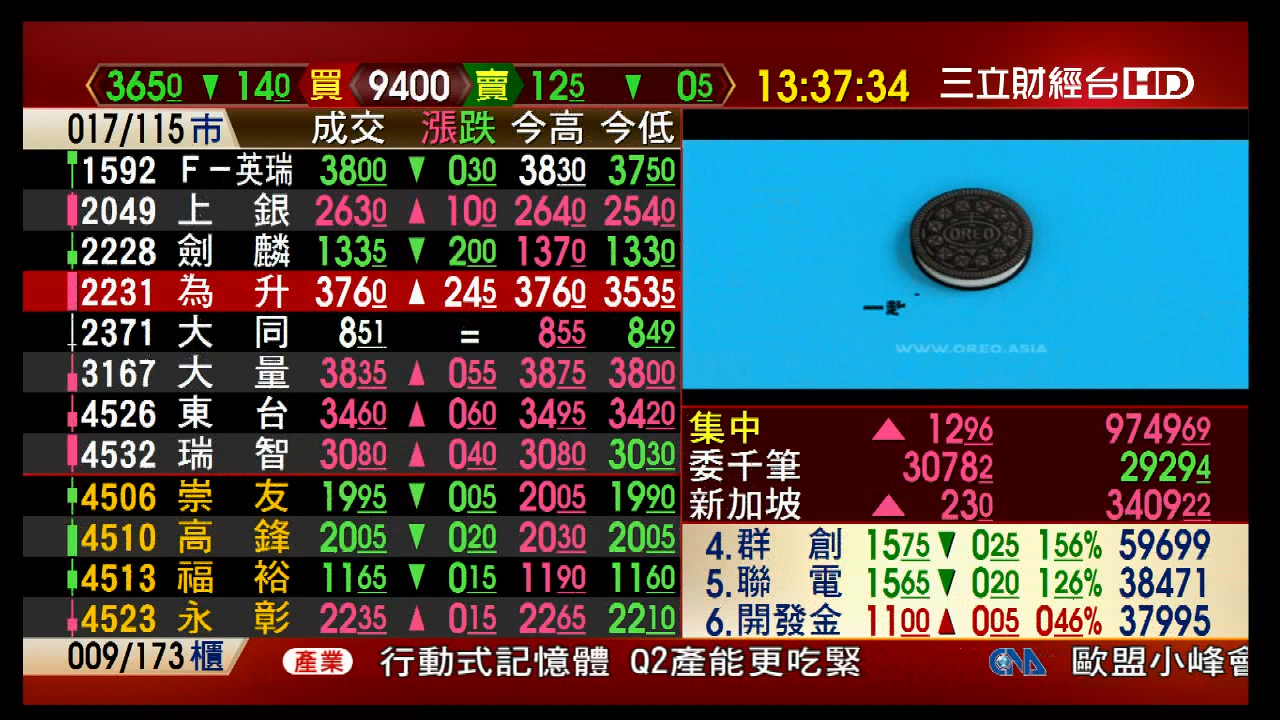 3650 ▼ 140 買 9400 賣 125 ▼ 05 13:37:34 三立財經台HD
017/115市 成交 漲跌 今高 今低
1592 F－英瑞 3800 ▼ 030 3830 3750
2049 上銀 2630 ▲ 100 2640 2540
2228 劍麟 1335 ▼ 200 1370 1330
2231 為升 3760 ▲ 245 3760 3535
2371 大同 851 = 855 849
3167 大量 3835 ▲ 055 3875 3800
4526 東台 3460 ▲ 060 3495 3420
4532 瑞智 3080 ▲ 040 3080 3030
4506 崇友 1995 ▼ 005 2005 1990
4510 高鋒 2005 ▼ 020 2030 2005
4513 福裕 1165 ▼ 015 1190 1160
4523 永彰 2235 ▲ 015 2265 2210
009/173櫃
OREO
WWW.OREO.ASIA
集中 ▲ 1296 974969
委千筆 30782 29294
新加坡 ▲ 230 340922
4.群創 1575 ▼ 025 156% 59699
5.聯電 1565 ▼ 020 126% 38471
6.開發金 1100 ▲ 005 046% 37995
產業 行動式記憶體 Q2產能更吃緊 CNA 歐盟小峰會